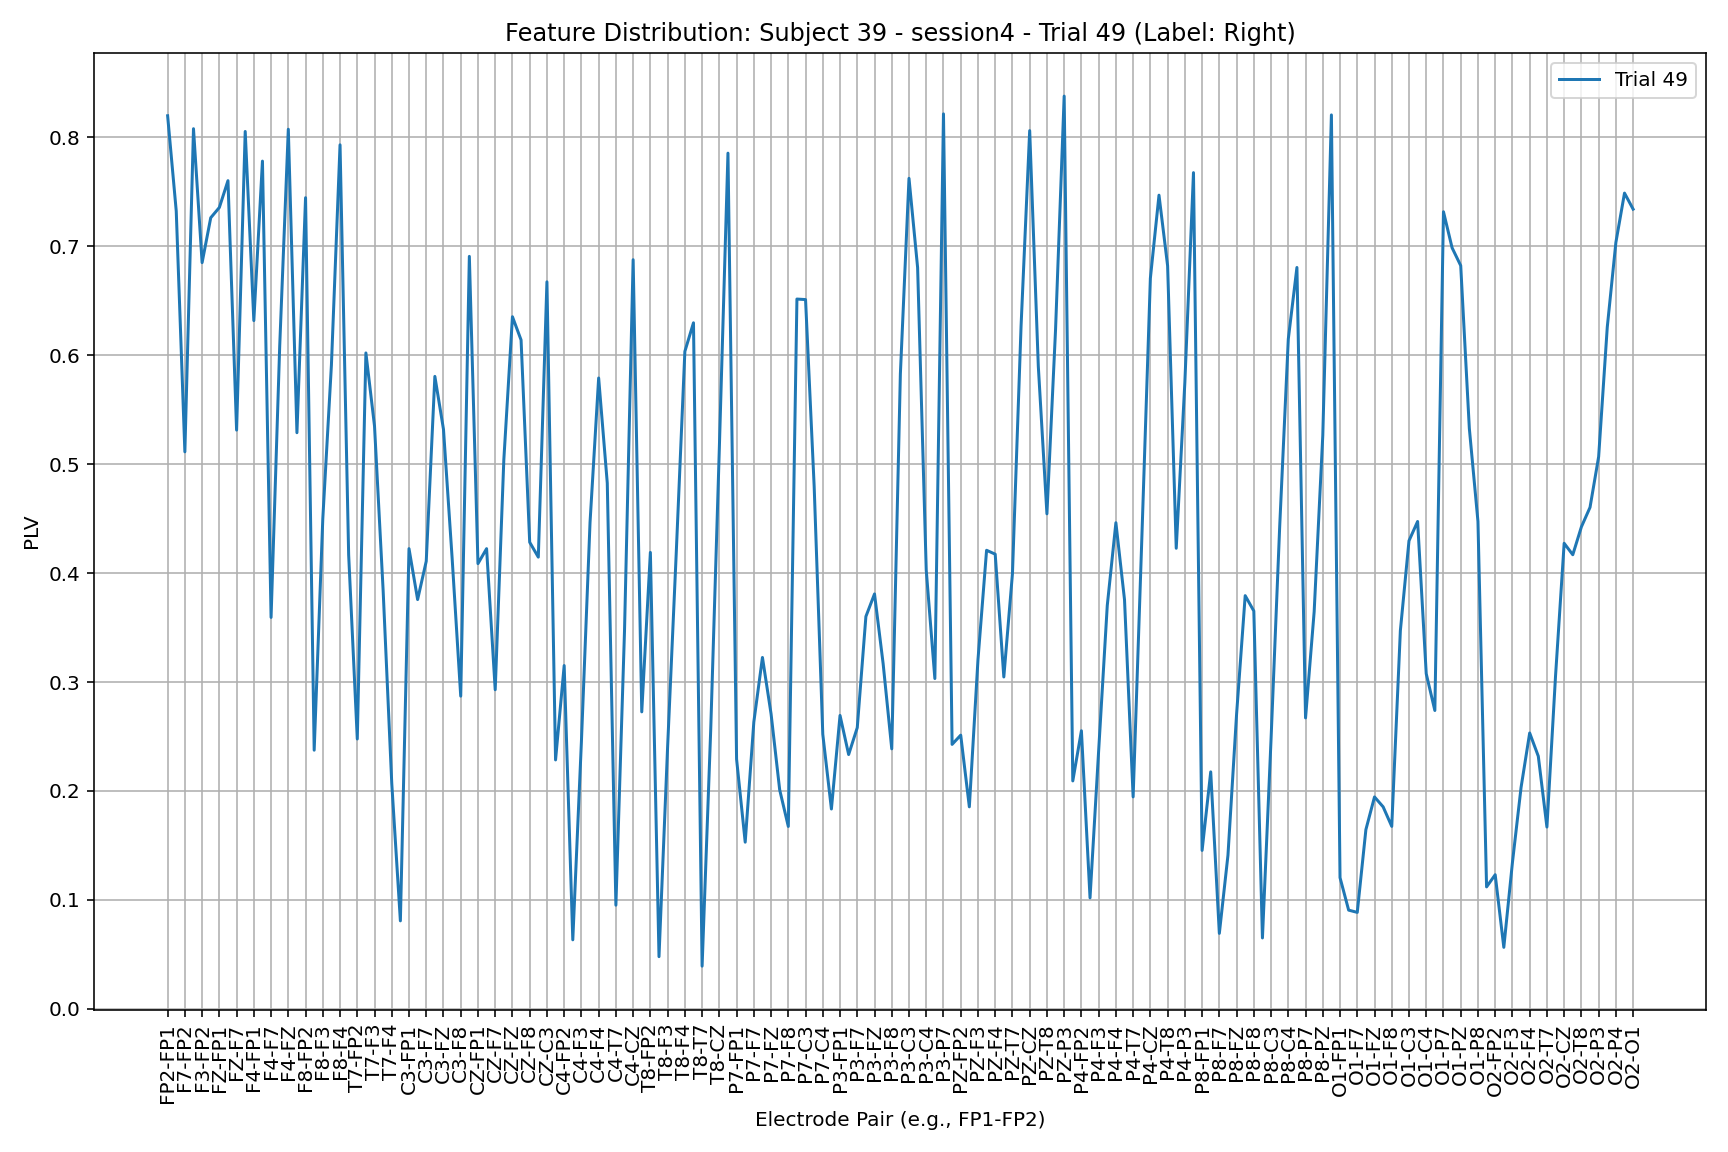 Feature Distribution: Subject 39 - session4 - Trial 49 (Label: Right)
Trial 49
PLV
0.8
0.7
0.6
0.5
0.4
0.3
0.2
0.1
0.0
FP2-FP1
F7-FP2
F3-FP2
FZ-FP1
FZ-F7
F4-FP1
F4-F7
F4-FZ
F8-FP2
F8-F3
F8-F4
T7-FP2
T7-F3
T7-F4
C3-FP1
C3-F7
C3-FZ
C3-F8
CZ-FP1
CZ-F7
CZ-FZ
CZ-F8
CZ-C3
C4-FP2
C4-F3
C4-F4
C4-T7
C4-CZ
T8-FP2
T8-F3
T8-F4
T8-T7
T8-CZ
P7-FP1
P7-F7
P7-FZ
P7-F8
P7-C3
P7-C4
P3-FP1
P3-F7
P3-FZ
P3-F8
P3-C3
P3-C4
P3-P7
PZ-FP2
PZ-F3
PZ-F4
PZ-T7
PZ-CZ
PZ-T8
PZ-P3
P4-FP2
P4-F3
P4-F4
P4-T7
P4-CZ
P4-T8
P4-P3
P8-FP1
P8-F7
P8-FZ
P8-F8
P8-C3
P8-C4
P8-P7
P8-PZ
O1-FP1
O1-F7
O1-FZ
O1-F8
O1-C3
O1-C4
O1-P7
O1-PZ
O1-P8
O2-FP2
O2-F3
O2-F4
O2-T7
O2-CZ
O2-T8
O2-P3
O2-P4
O2-O1
Electrode Pair (e.g., FP1-FP2)